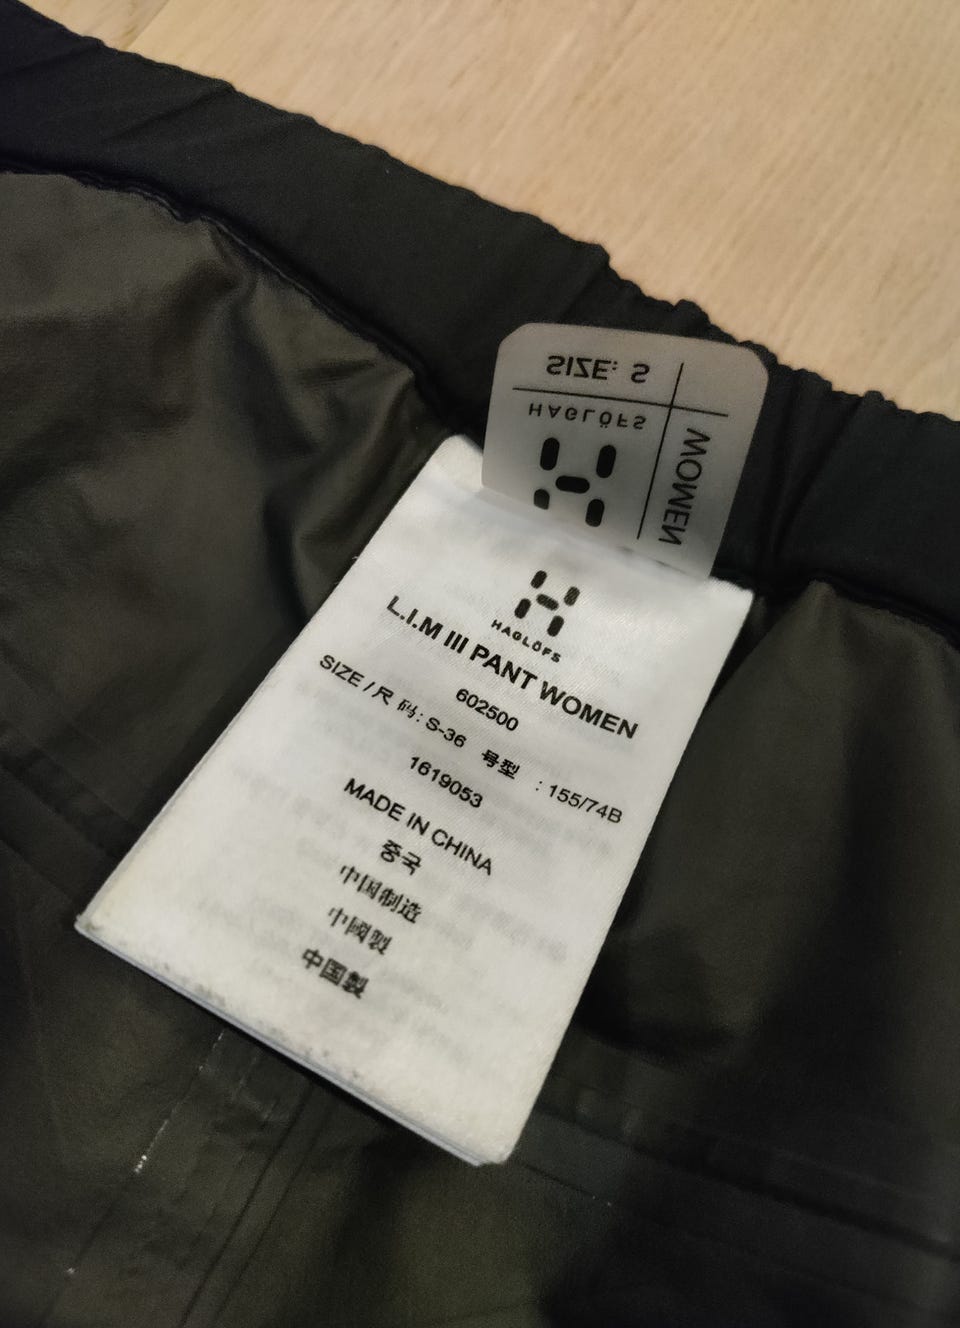 SIZE: S
HAGLÖFS
WOMEN
HAGLÖFS
L.I.M III PANT WOMEN
602500
SIZE / 尺 码: S-36 号型 : 155/74B
1619053
MADE IN CHINA
중국
中国制造
中國製
中国製